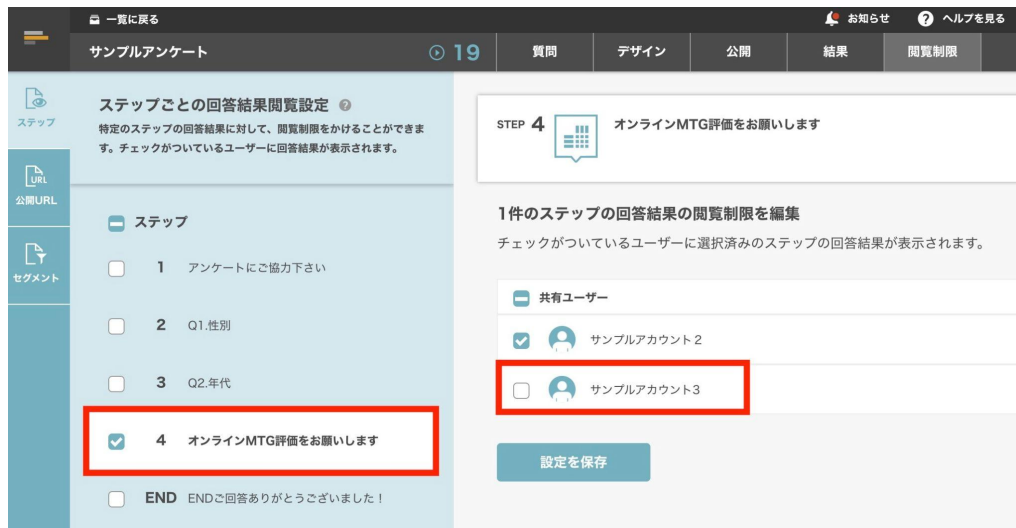 一覧に戻る
お知らせ
ヘルプを見る
サンプルアンケート
19
質問
デザイン
公開
結果
閲覧制限
ステップ
URL
公開URL
セグメント
ステップごとの回答結果閲覧設定
特定のステップの回答結果に対して、閲覧制限をかけることができま
す。チェックがついているユーザーに回答結果が表示されます。
ステップ
1 アンケートにご協力下さい
2 Q1.性別
3 Q2.年代
4 オンラインMTG評価をお願いします
END ENDご回答ありがとうございました！
STEP 4
オンラインMTG評価をお願いします
1件のステップの回答結果の閲覧制限を編集
チェックがついているユーザーに選択済みのステップの回答結果が表示されます。
共有ユーザー
サンプルアカウント２
サンプルアカウント3
設定を保存